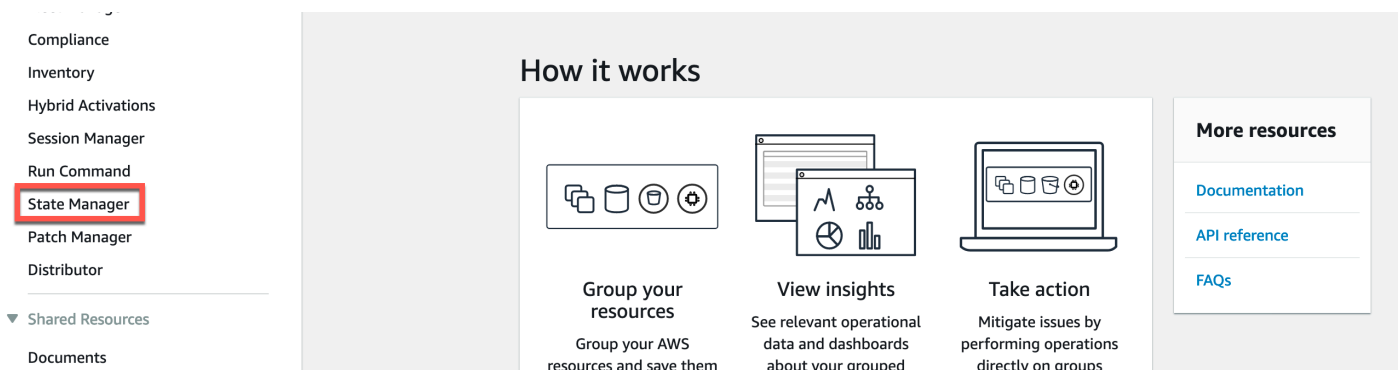 Compliance
Inventory
Hybrid Activations
Session Manager
Run Command
State Manager
Patch Manager
Distributor
Shared Resources
Documents
How it works
Group your
resources
Group your AWS
resources and save them
View insights
See relevant operational
data and dashboards
about your grouped
Take action
Mitigate issues by
performing operations
directly on groups
More resources
Documentation
API reference
FAQs